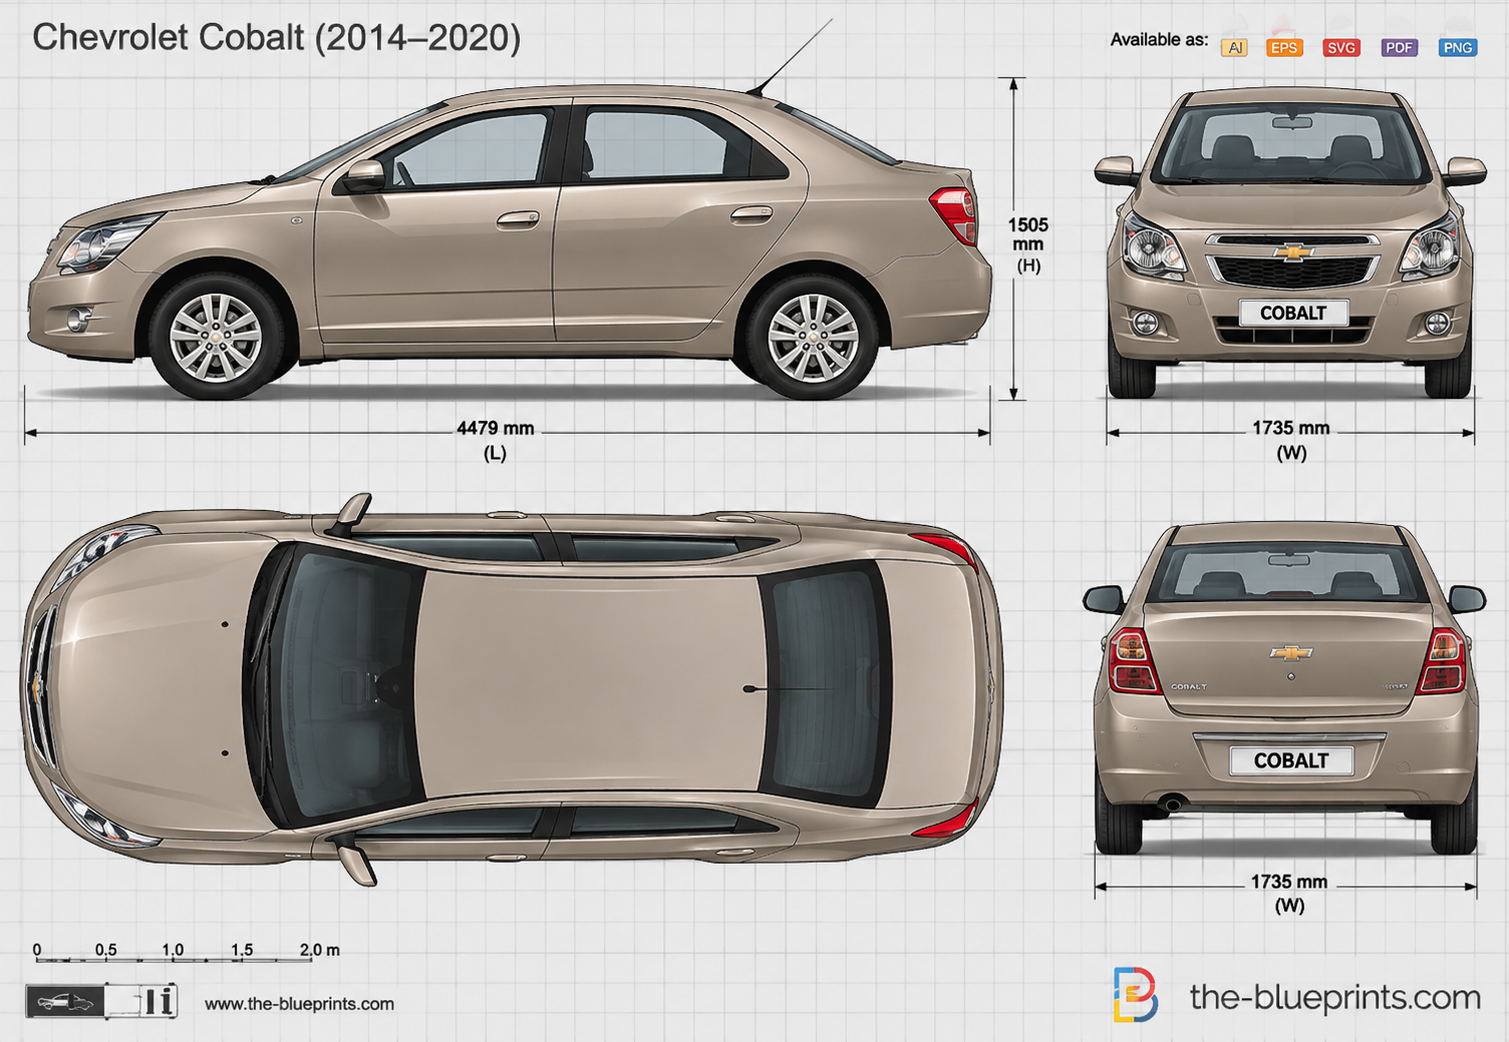 Chevrolet Cobalt (2014–2020)
Available as:
AI EPS SVG PDF PNG
1505
mm
(H)
COBALT
4479 mm
(L)
1735 mm
(W)
COBALT
COBALT
1735 mm
(W)
0 0.5 1.0 1.5 2.0 m
www.the-blueprints.com
the-blueprints.com